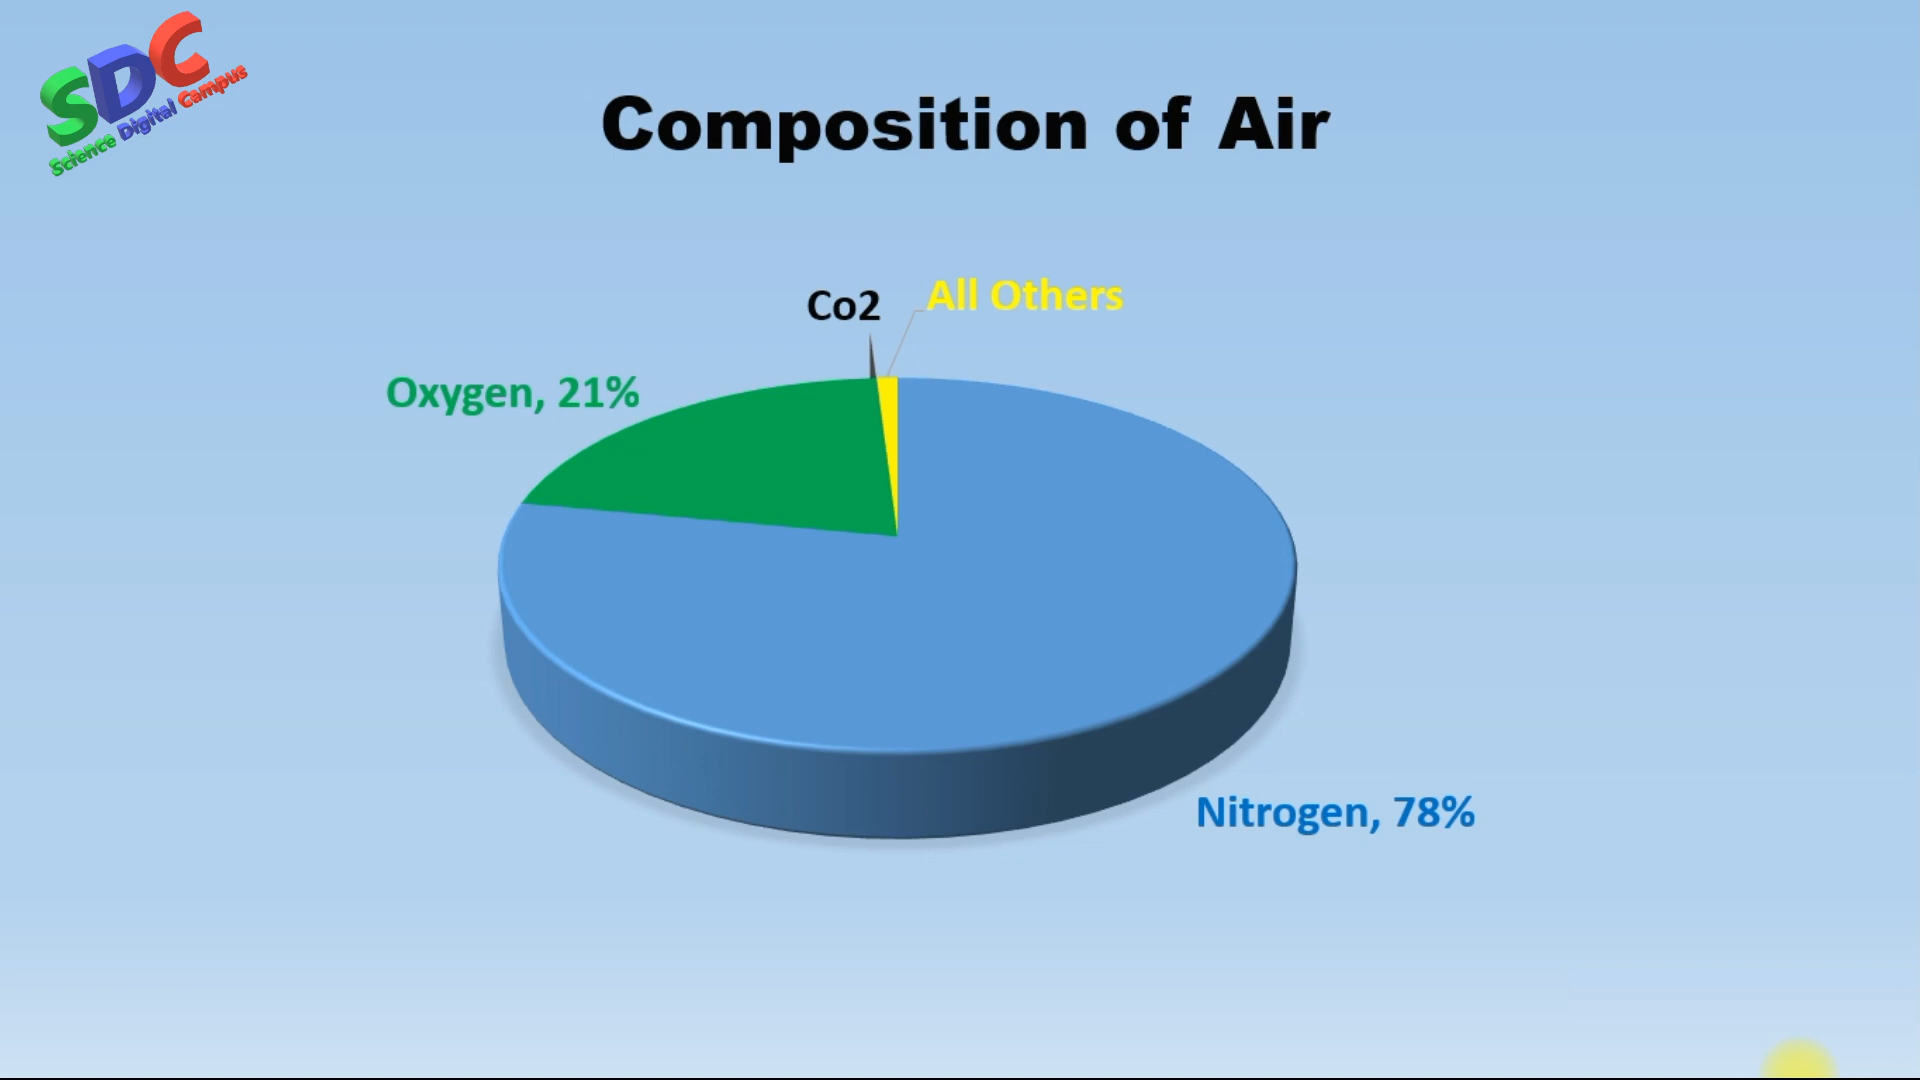 SDC
Science Digital Campus
Composition of Air
Co2
All Others
Oxygen, 21%
Nitrogen, 78%